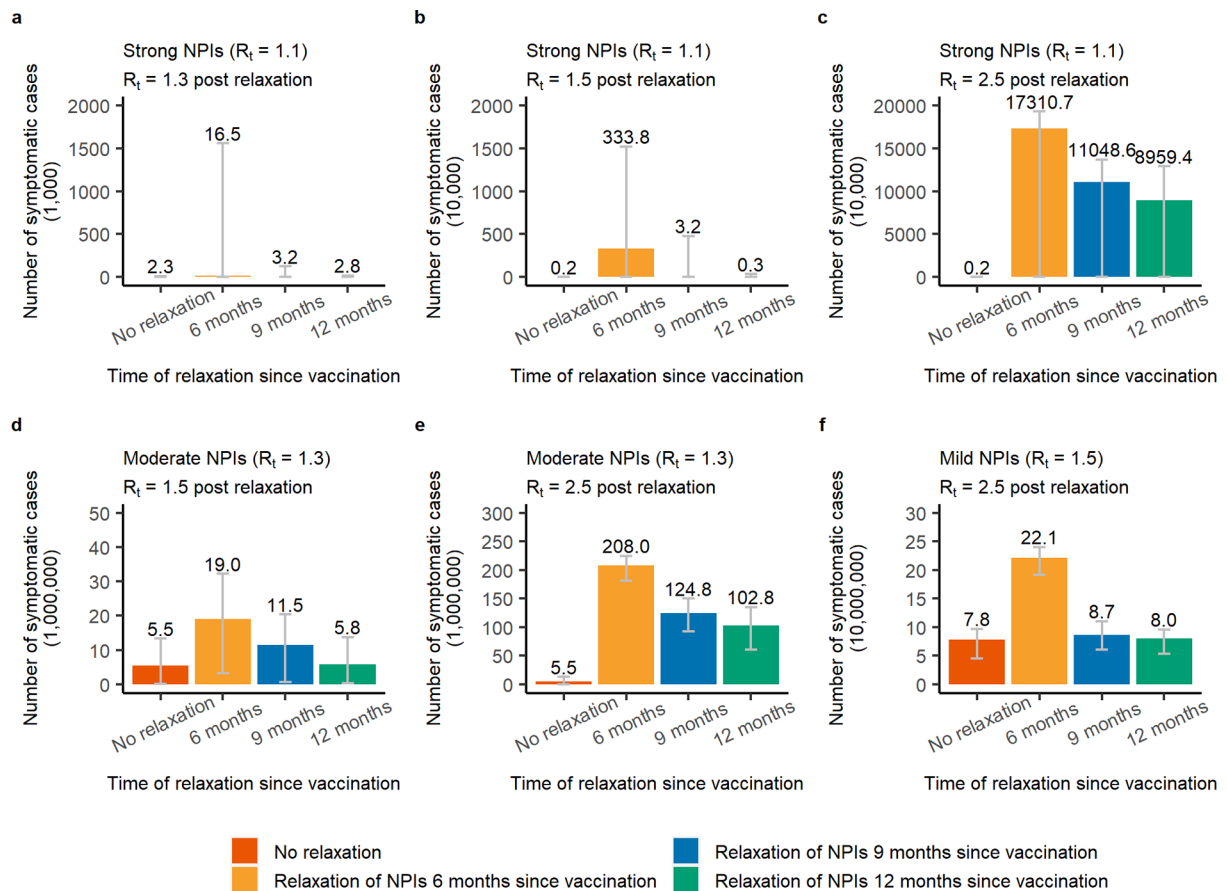 a
Strong NPIs (Rt = 1.1)
Rt = 1.3 post relaxation
Number of symptomatic cases
(1,000)
2000
1500
1000
500
0
2.3
16.5
3.2
2.8
No relaxation
6 months
9 months
12 months
Time of relaxation since vaccination
b
Strong NPIs (Rt = 1.1)
Rt = 1.5 post relaxation
Number of symptomatic cases
(10,000)
2000
1500
1000
500
0
0.2
333.8
3.2
0.3
No relaxation
6 months
9 months
12 months
Time of relaxation since vaccination
c
Strong NPIs (Rt = 1.1)
Rt = 2.5 post relaxation
Number of symptomatic cases
(10,000)
20000
15000
10000
5000
0
0.2
17310.7
11048.6
8959.4
No relaxation
6 months
9 months
12 months
Time of relaxation since vaccination
d
Moderate NPIs (Rt = 1.3)
Rt = 1.5 post relaxation
Number of symptomatic cases
(1,000,000)
50
40
30
20
10
0
5.5
19.0
11.5
5.8
No relaxation
6 months
9 months
12 months
Time of relaxation since vaccination
e
Moderate NPIs (Rt = 1.3)
Rt = 2.5 post relaxation
Number of symptomatic cases
(1,000,000)
300
250
200
150
100
50
0
5.5
208.0
124.8
102.8
No relaxation
6 months
9 months
12 months
Time of relaxation since vaccination
f
Mild NPIs (Rt = 1.5)
Rt = 2.5 post relaxation
Number of symptomatic cases
(10,000,000)
30
25
20
15
10
5
0
7.8
22.1
8.7
8.0
No relaxation
6 months
9 months
12 months
Time of relaxation since vaccination
No relaxation
Relaxation of NPIs 6 months since vaccination
Relaxation of NPIs 9 months since vaccination
Relaxation of NPIs 12 months since vaccination